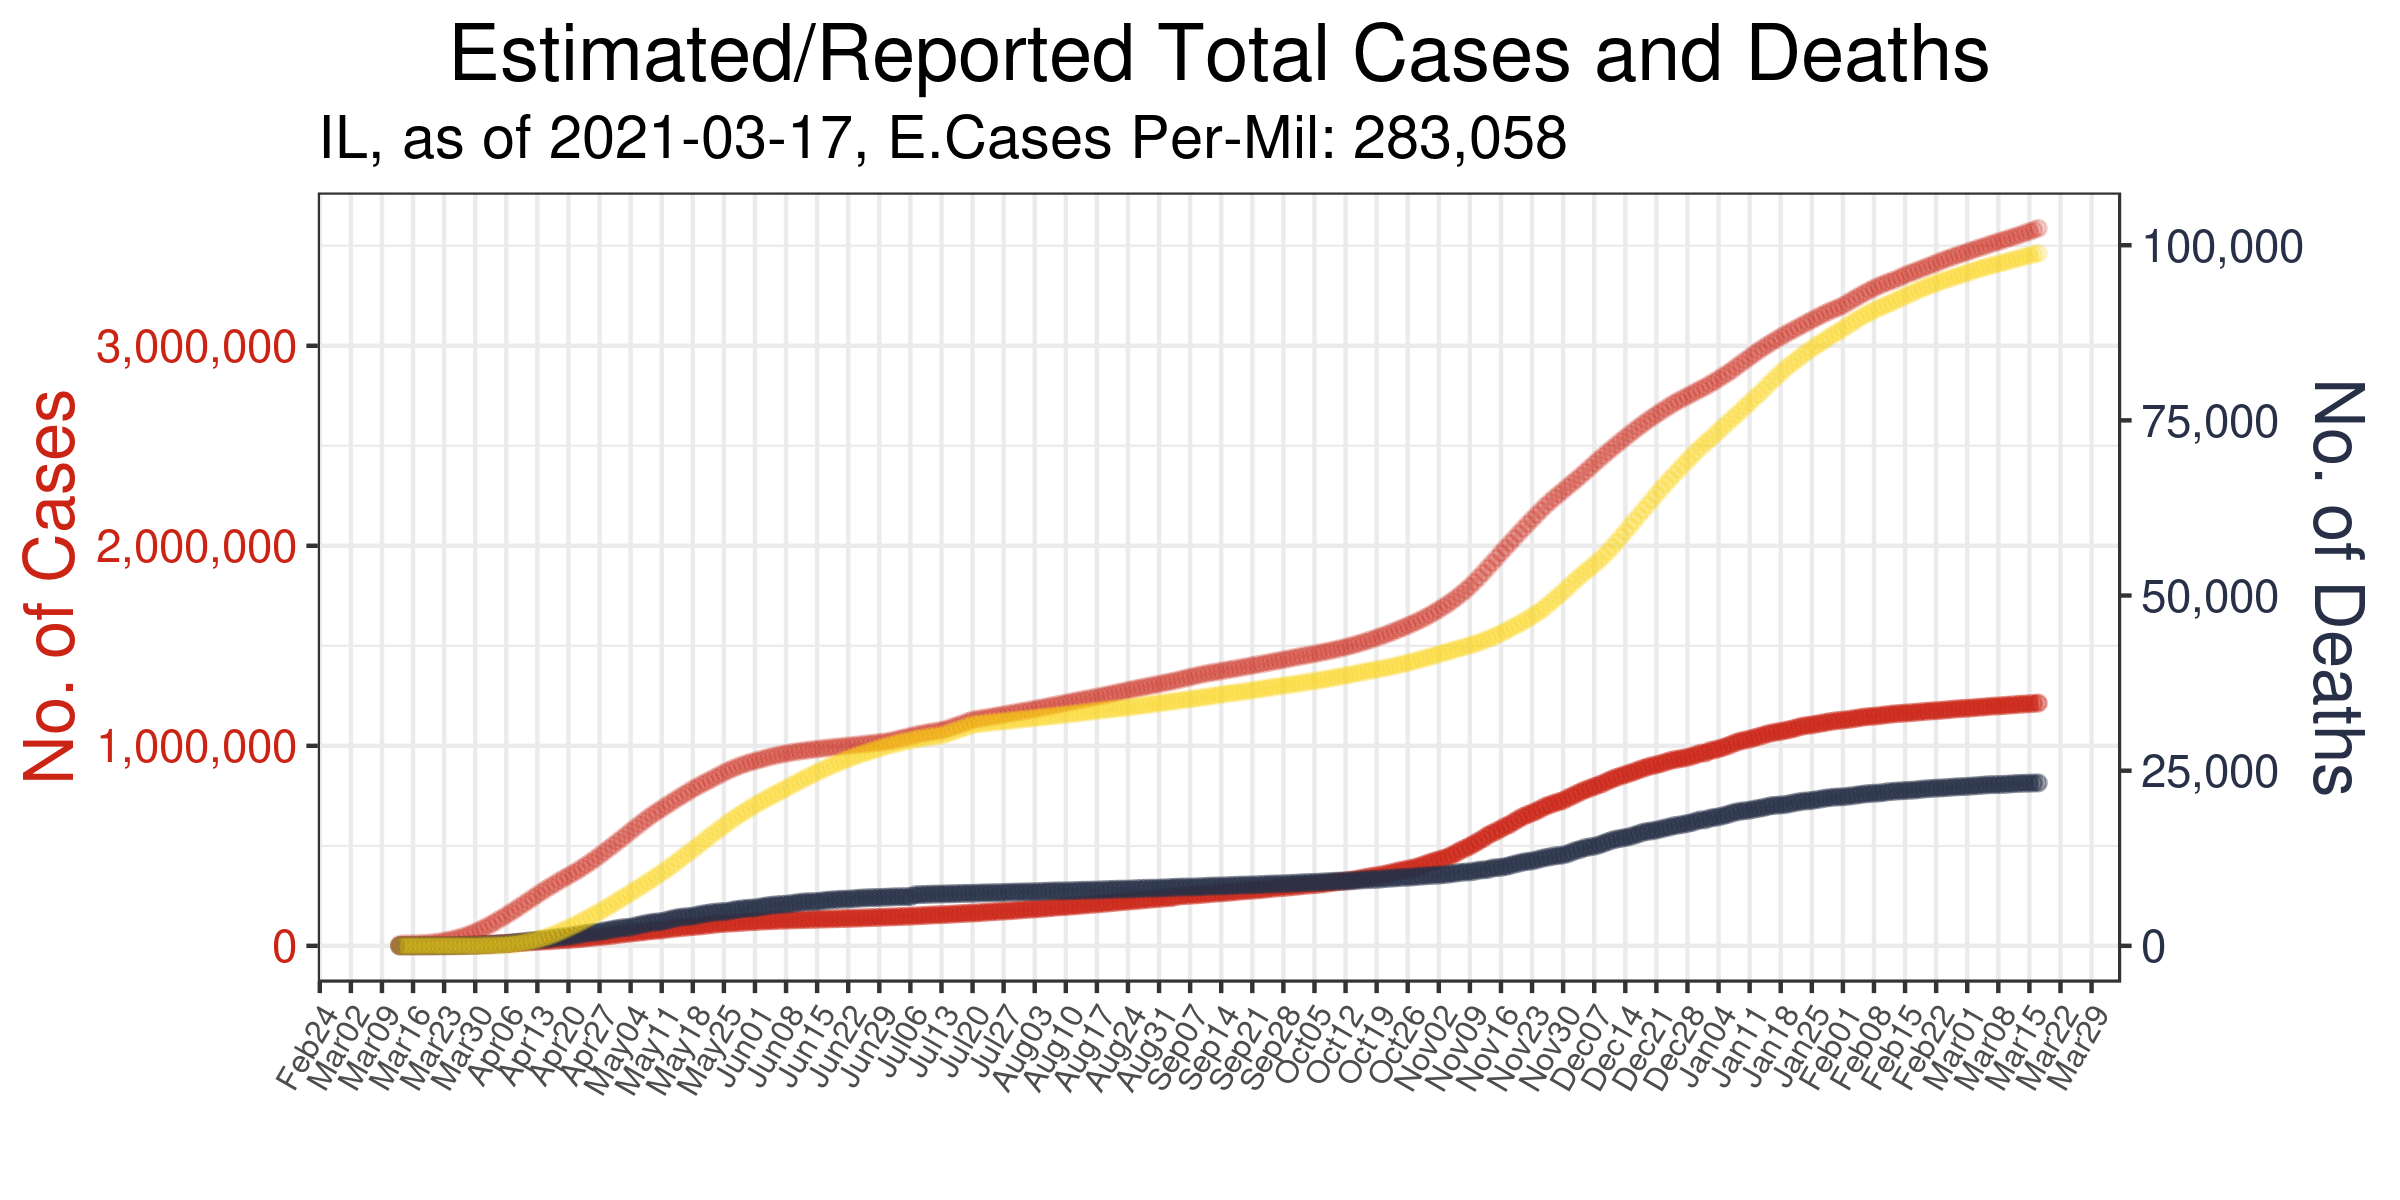 Estimated/Reported Total Cases and Deaths
IL, as of 2021-03-17, E.Cases Per-Mil: 283,058
No. of Cases
3,000,000
2,000,000
1,000,000
0
100,000
75,000
50,000
25,000
0
No. of Deaths
Feb24
Mar02
Mar09
Mar16
Mar23
Mar30
Apr06
Apr13
Apr20
Apr27
May04
May11
May18
May25
Jun01
Jun08
Jun15
Jun22
Jun29
Jul06
Jul13
Jul20
Jul27
Aug03
Aug10
Aug17
Aug24
Aug31
Sep07
Sep14
Sep21
Sep28
Oct05
Oct12
Oct19
Oct26
Nov02
Nov09
Nov16
Nov23
Nov30
Dec07
Dec14
Dec21
Dec28
Jan04
Jan11
Jan18
Jan25
Feb01
Feb08
Feb15
Feb22
Mar01
Mar08
Mar15
Mar22
Mar29